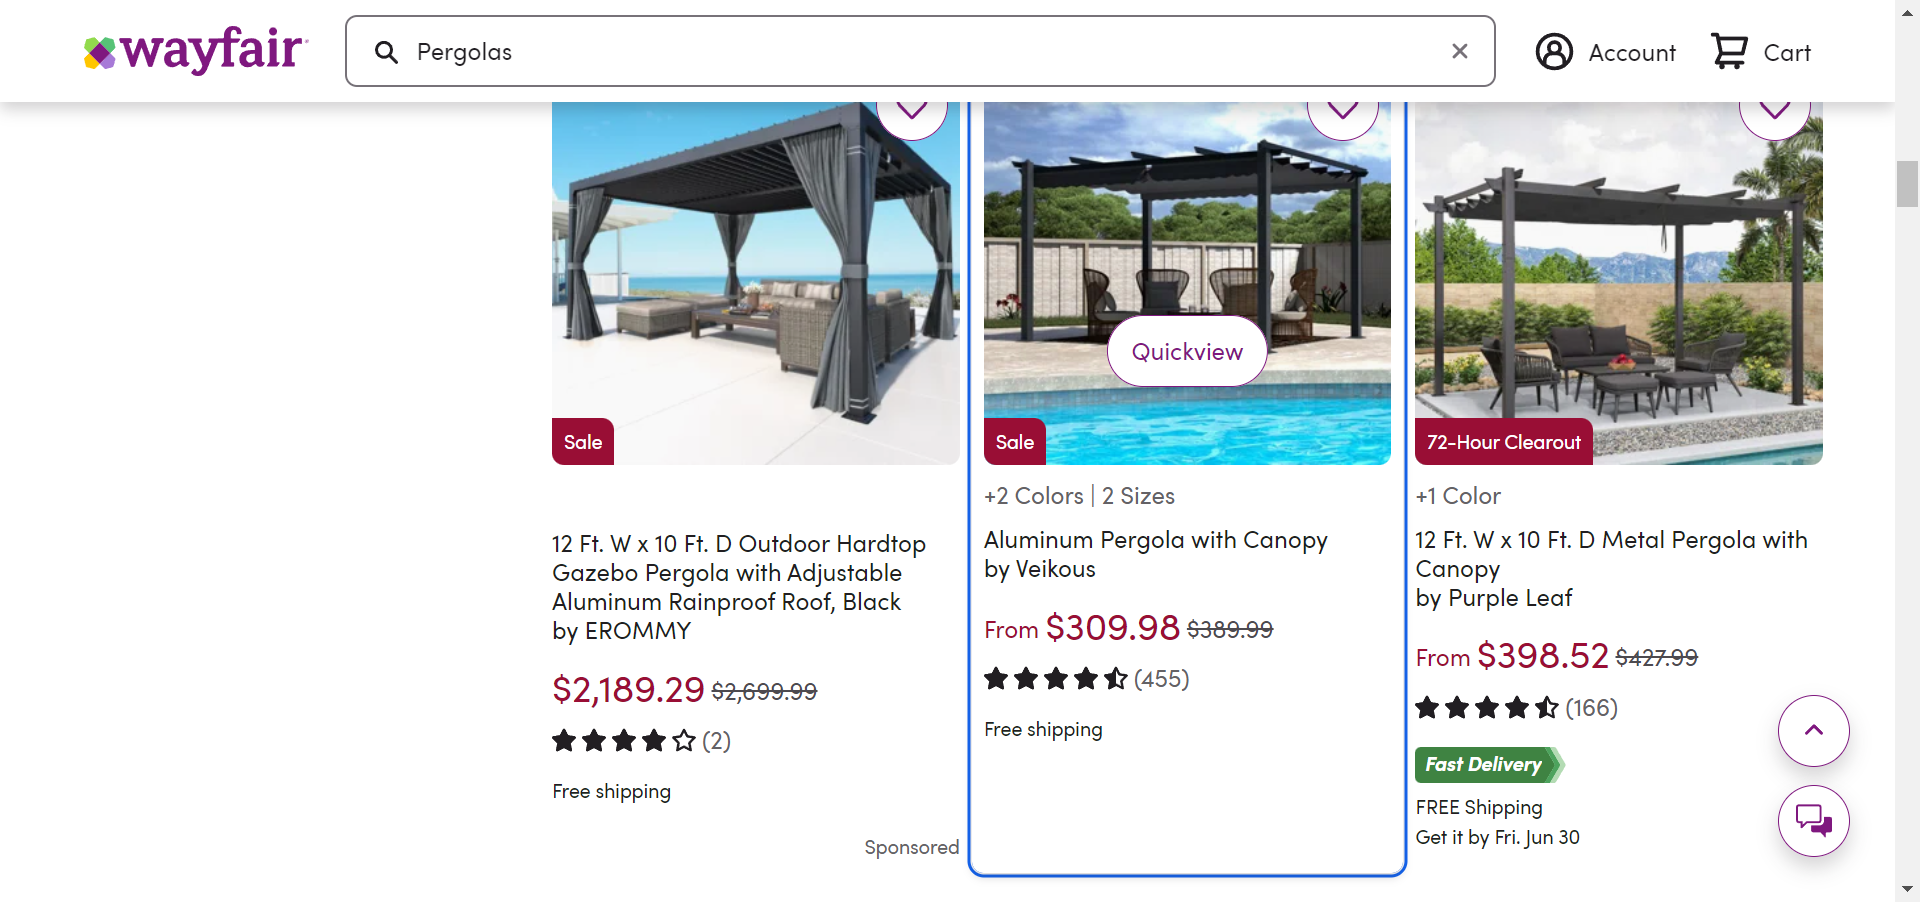 wayfair
Pergolas
Account
Cart
Sale
12 Ft. W x 10 Ft. D Outdoor Hardtop
Gazebo Pergola with Adjustable
Aluminum Rainproof Roof, Black
by EROMMY
$2,189.29 $2,699.99
(2)
Free shipping
Sponsored
Quickview
Sale
+2 Colors | 2 Sizes
Aluminum Pergola with Canopy
by Veikous
From $309.98 $389.99
(455)
Free shipping
72-Hour Clearout
+1 Color
12 Ft. W x 10 Ft. D Metal Pergola with
Canopy
by Purple Leaf
From $398.52 $427.99
(166)
Fast Delivery
FREE Shipping
Get it by Fri. Jun 30